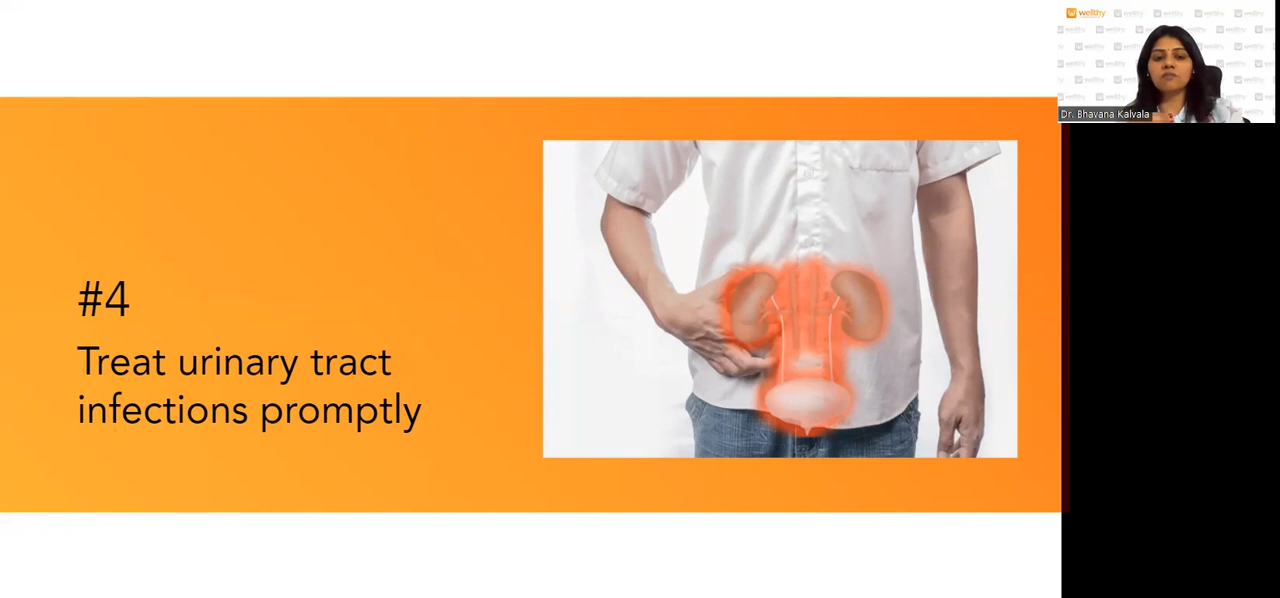 #4
Treat urinary tract
infections promptly
wellthy
Dr. Bhavana Kalvala